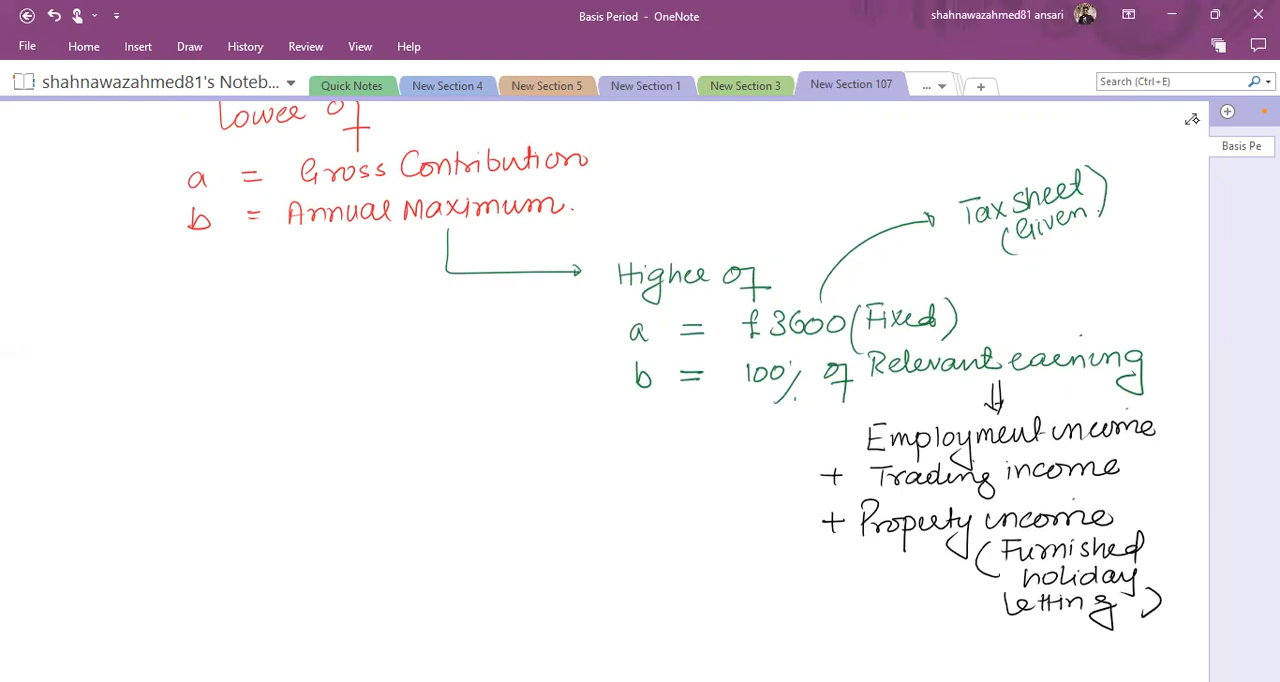 Basis Period - OneNote
shahnawazahmed81 ansari
File Home Insert Draw History Review View Help
shahnawazahmed81's Noteb...
Quick Notes
New Section 4
New Section 5
New Section 1
New Section 3
New Section 107
...
Search (Ctrl+E)
Basis Pe
Lower of
a = Gross Contribution
b = Annual Maximum.
Tax sheet
(Given)
Higher of
a = £3600 (Fixed)
b = 100% of Relevant earning
Employment income
+ Trading income
+ Property income
(Furnished
holiday
letting)